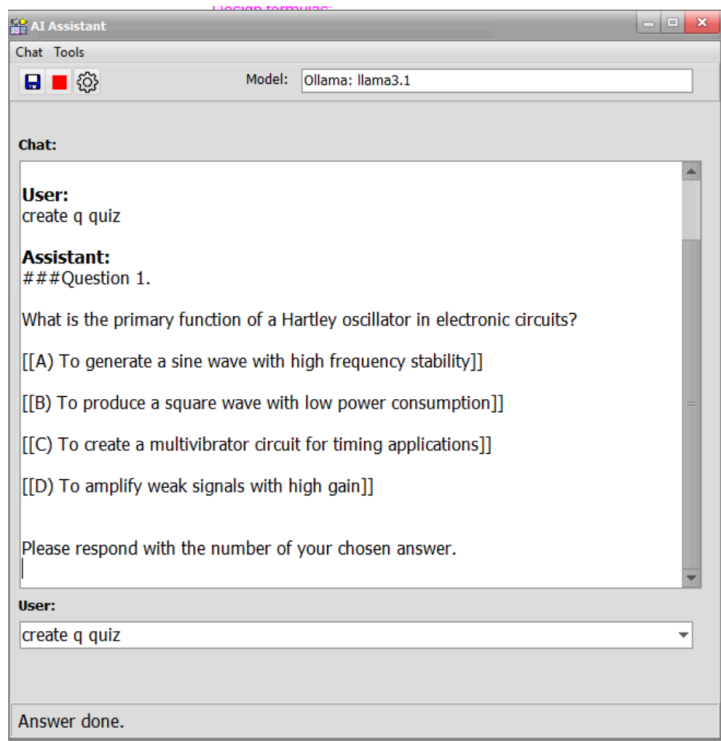 Design formulas:
AI Assistant
Chat Tools
Model: Ollama: llama3.1
Chat:
User:
create q quiz
Assistant:
###Question 1.
What is the primary function of a Hartley oscillator in electronic circuits?
[[A) To generate a sine wave with high frequency stability]]
[[B) To produce a square wave with low power consumption]]
[[C) To create a multivibrator circuit for timing applications]]
[[D) To amplify weak signals with high gain]]
Please respond with the number of your chosen answer.
User:
create q quiz
Answer done.